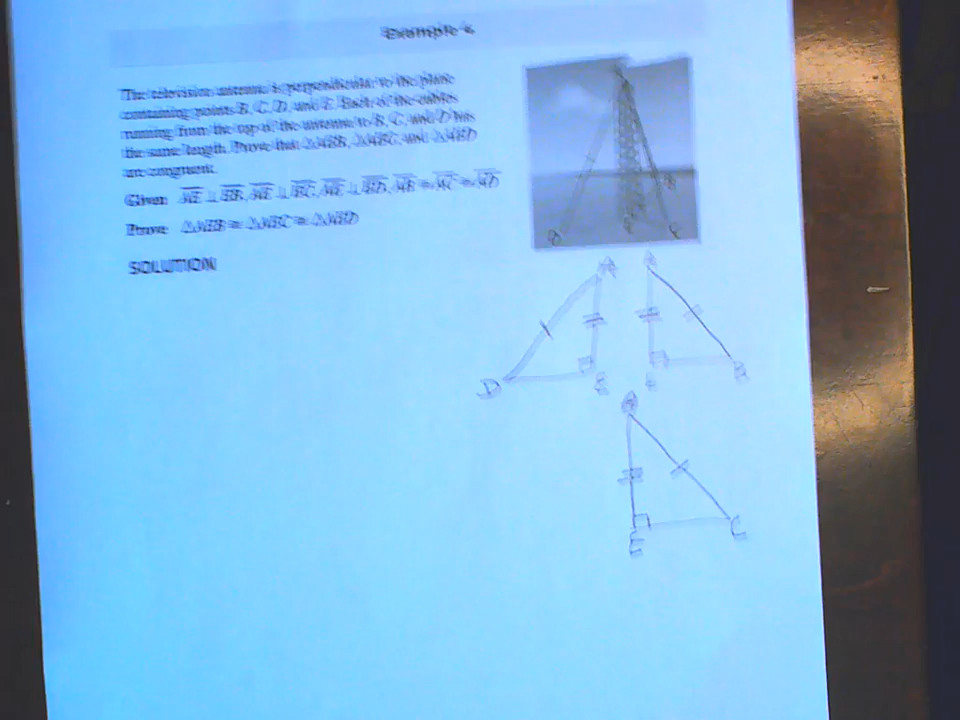 Example 4
The television antenna is perpendicular to the plane
containing points B, C, D, and E. Each of the cables
running from the top of the antenna to B, C, and D has
the same length. Prove that △AEB, △AEC, and △AED
are congruent.
Given AE ⊥ EB, AE ⊥ EC, AE ⊥ ED, AB ≅ AC ≅ AD
Prove △AEB ≅ △AEC ≅ △AED
SOLUTION
B
D
E
C
A
A
D
E
E
B
A
E
C